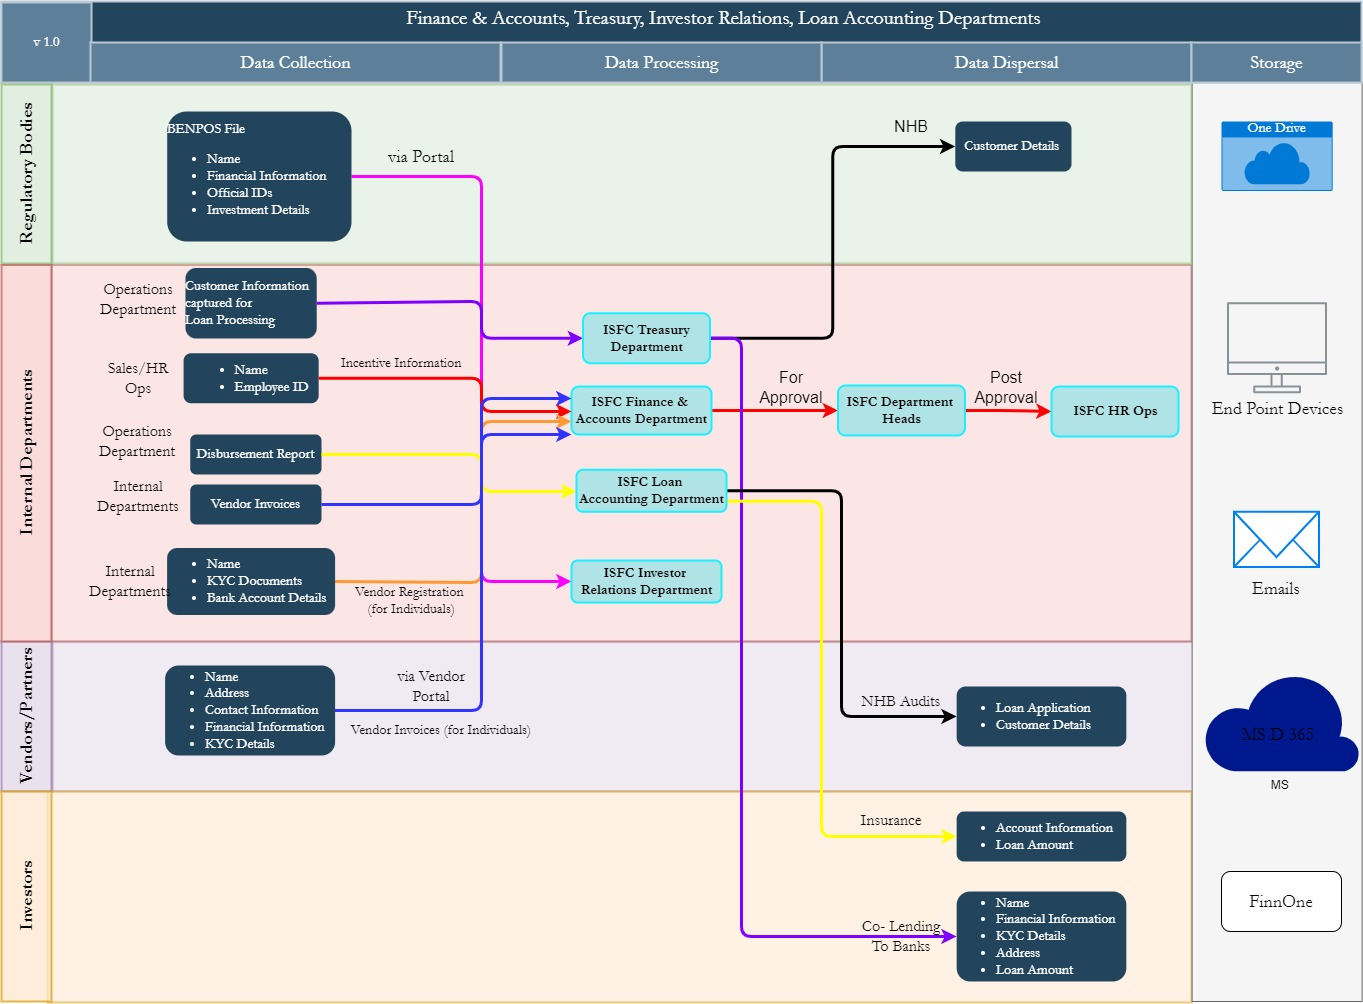 Finance & Accounts, Treasury, Investor Relations, Loan Accounting Departments
v 1.0
Data Collection
Data Processing
Data Dispersal
Storage
Regulatory Bodies
BENPOS File
• Name
• Financial Information
• Official IDs
• Investment Details
via Portal
NHB
Customer Details
One Drive
Internal Departments
Operations
Department
Customer Information
captured for
Loan Processing
Sales/HR
Ops
• Name
• Employee ID
Incentive Information
Operations
Department
Disbursement Report
Internal
Departments
Vendor Invoices
Internal
Departments
• Name
• KYC Documents
• Bank Account Details
Vendor Registration
(for Individuals)
ISFC Treasury
Department
ISFC Finance &
Accounts Department
For
Approval
ISFC Department
Heads
Post
Approval
ISFC HR Ops
ISFC Loan
Accounting Department
ISFC Investor
Relations Department
End Point Devices
Emails
Vendors/Partners
• Name
• Address
• Contact Information
• Financial Information
• KYC Details
via Vendor
Portal
Vendor Invoices (for Individuals)
NHB Audits
• Loan Application
• Customer Details
MS D 365
MS
Investors
Insurance
• Account Information
• Loan Amount
Co- Lending
To Banks
• Name
• Financial Information
• KYC Details
• Address
• Loan Amount
FinnOne